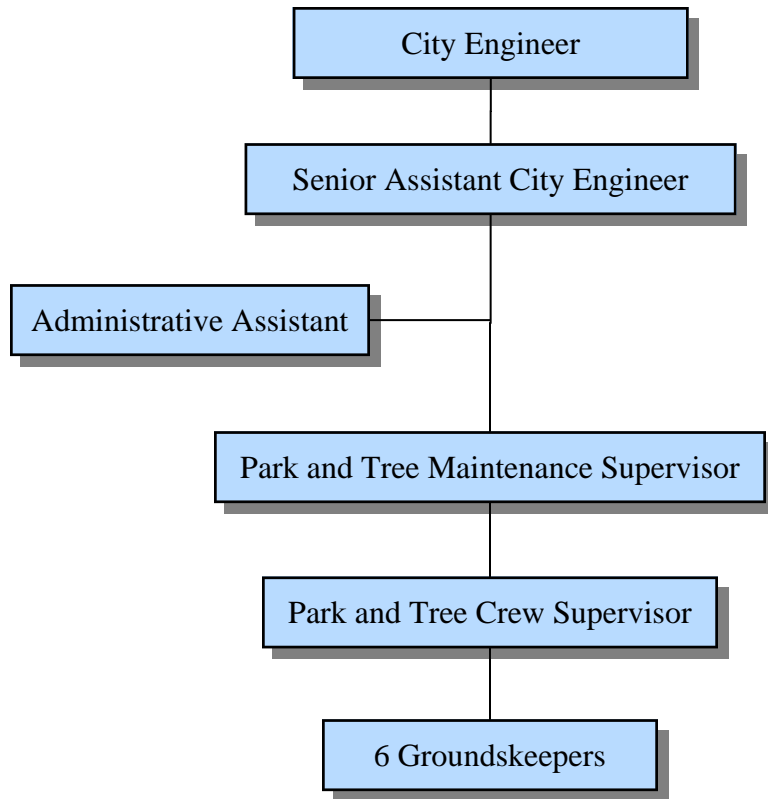 City Engineer
Senior Assistant City Engineer
Administrative Assistant
Park and Tree Maintenance Supervisor
Park and Tree Crew Supervisor
6 Groundskeepers